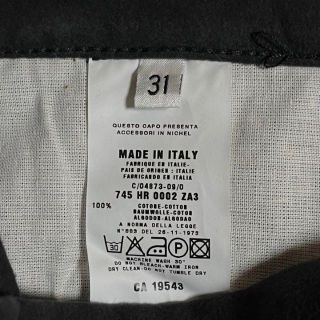 31
QUESTO CAPO PRESENTA
ACCESSORI IN NICHEL
MADE IN ITALY
FABRIQUE EN ITALIE-
PAIS DE ORIGEN : ITALIE
FABRICADO EN ITALIA
C/04873-09/0
745 HR 0002 ZA3
100% COTONE-COTTON
BAUMWOLLE-COTON
ALGODON-ALGODAO
A NORMA DELLA LEGGE
N°883 DEL 26-11-1973
30
P
MACHINE WASH 30°
DO NOT BLEACH-WARM IRON
DRY CLEAN-DO NOT TUMBLE DRY
CA 19543